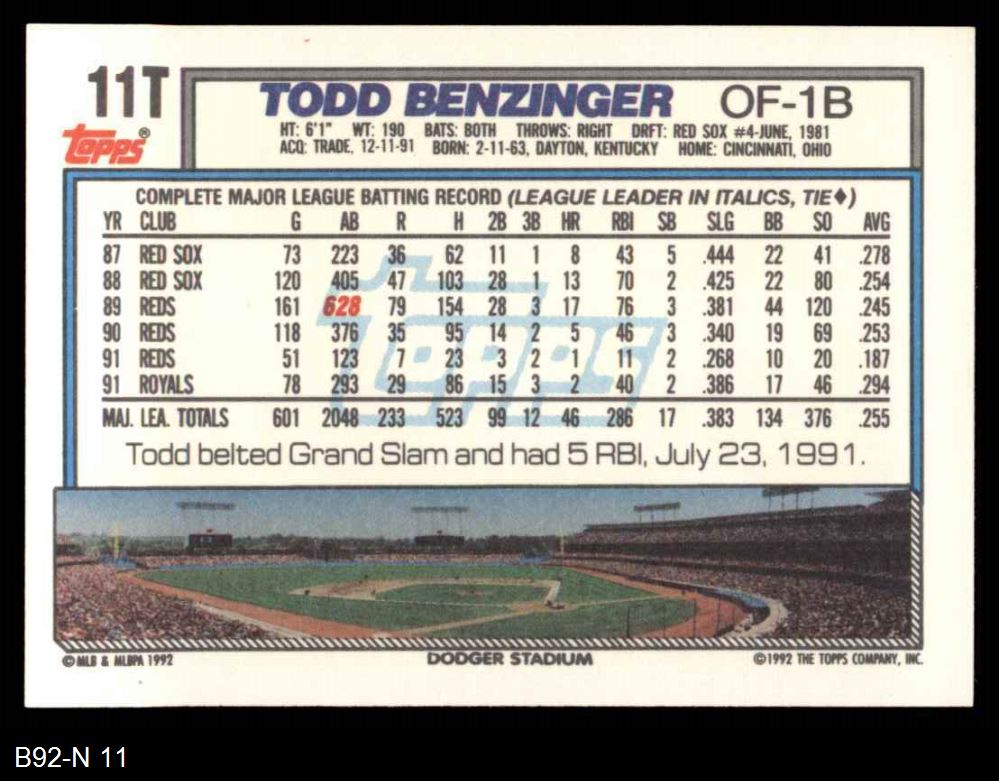 11T
TODD BENZINGER OF-1B
topps®
HT: 6'1" WT: 190 BATS: BOTH THROWS: RIGHT DRFT: RED SOX #4-JUNE, 1981
ACQ: TRADE, 12-11-91 BORN: 2-11-63, DAYTON, KENTUCKY HOME: CINCINNATI, OHIO
COMPLETE MAJOR LEAGUE BATTING RECORD (LEAGUE LEADER IN ITALICS, TIE♦)
YR CLUB G AB R H 2B 3B HR RBI SB SLG BB SO AVG
87 RED SOX 73 223 36 62 11 1 8 43 5 .444 22 41 .278
88 RED SOX 120 405 47 103 28 1 13 70 2 .425 22 80 .254
89 REDS 161 628 79 154 28 3 17 76 3 .381 44 120 .245
90 REDS 118 376 35 95 14 2 5 46 3 .340 19 69 .253
91 REDS 51 123 7 23 3 2 1 11 2 .268 10 20 .187
91 ROYALS 78 293 29 86 15 3 2 40 2 .386 17 46 .294
MAJ. LEA. TOTALS 601 2048 233 523 99 12 46 286 17 .383 134 376 .255
topps
Todd belted Grand Slam and had 5 RBI, July 23, 1991.
© MLB & MLBPA 1992 DODGER STADIUM ©1992 THE TOPPS COMPANY, INC.
B92-N 11